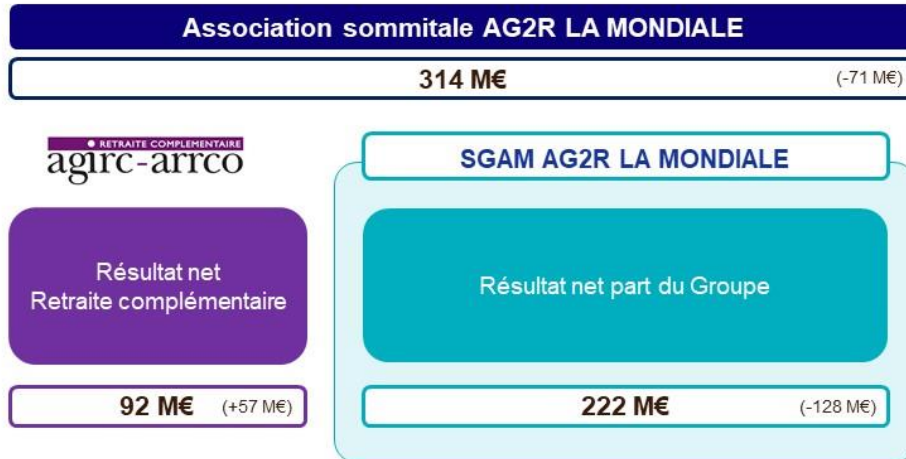 Association sommitale AG2R LA MONDIALE
314 M€ (-71 M€)
RETRAITE COMPLEMENTAIRE
agirc-arrco
SGAM AG2R LA MONDIALE
Résultat net
Retraite complémentaire
Résultat net part du Groupe
92 M€ (+57 M€)
222 M€ (-128 M€)